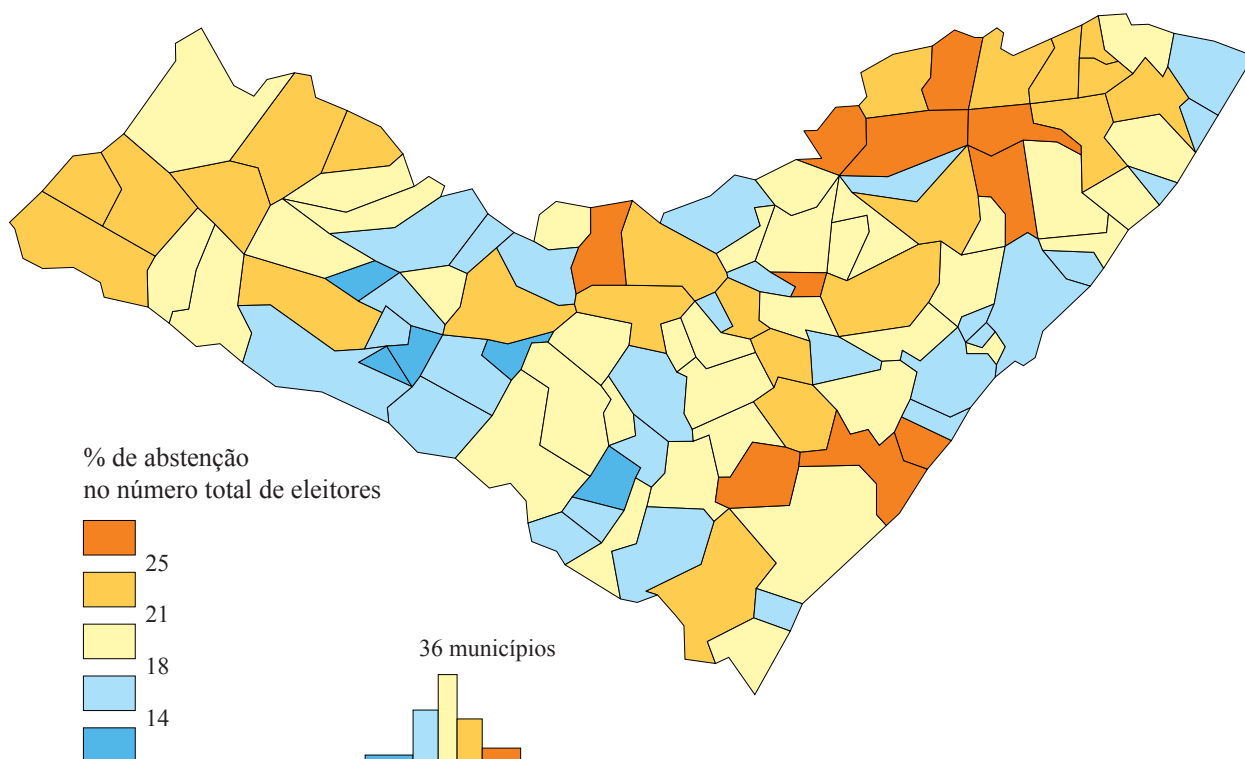 % de abstenção
no número total de eleitores
25
21
18
14
36 municípios